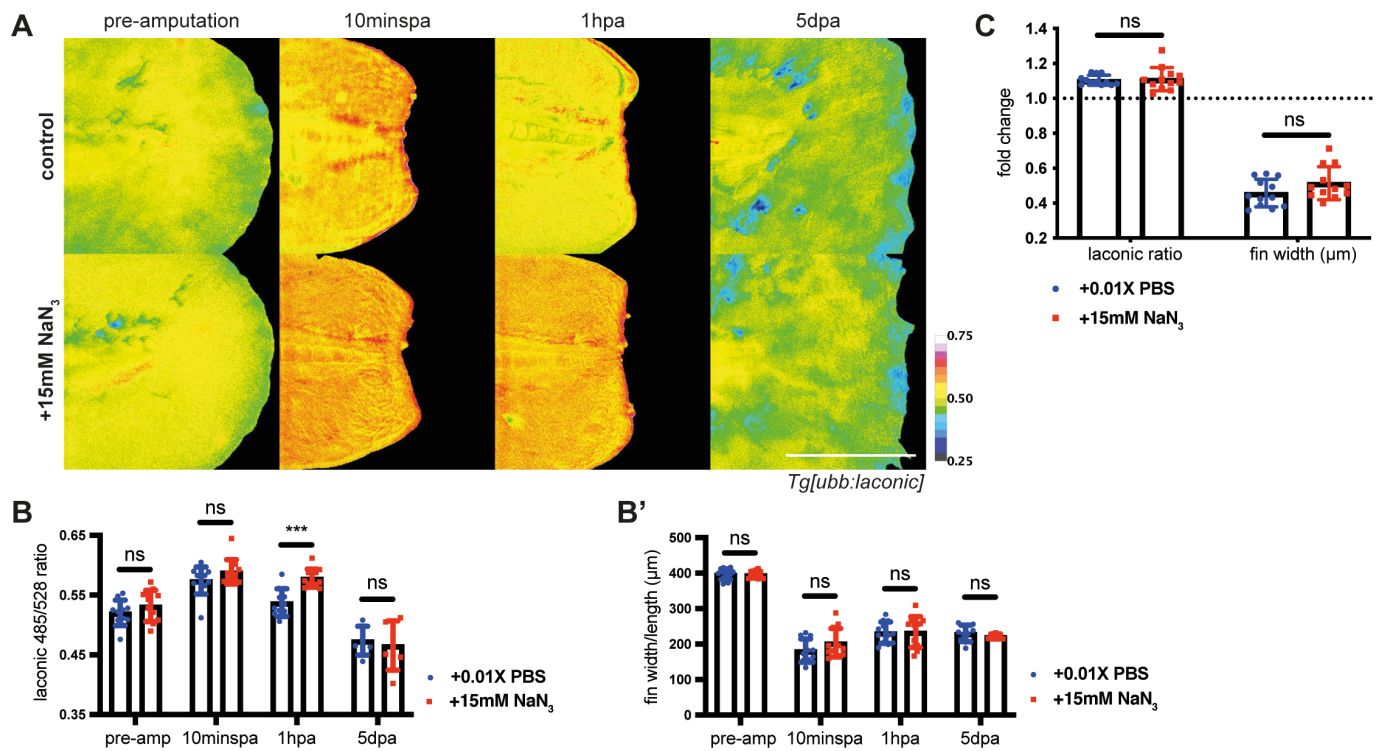 A
pre-amputation
10minspa
1hpa
5dpa
control
+15mM NaN₃
0.75
0.50
0.25
Tg[ubb:laconic]
C
ns
ns
fold change
1.4
1.2
1.0
0.8
0.6
0.4
0.2
laconic ratio
fin width (µm)
+0.01X PBS
+15mM NaN₃
B
laconic 485/528 ratio
0.65
0.55
0.45
0.35
ns
ns
***
ns
pre-amp
10minspa
1hpa
5dpa
+0.01X PBS
+15mM NaN₃
B'
fin width/length (µm)
500
400
300
200
100
0
ns
ns
ns
ns
pre-amp
10minspa
1hpa
5dpa
+0.01X PBS
+15mM NaN₃